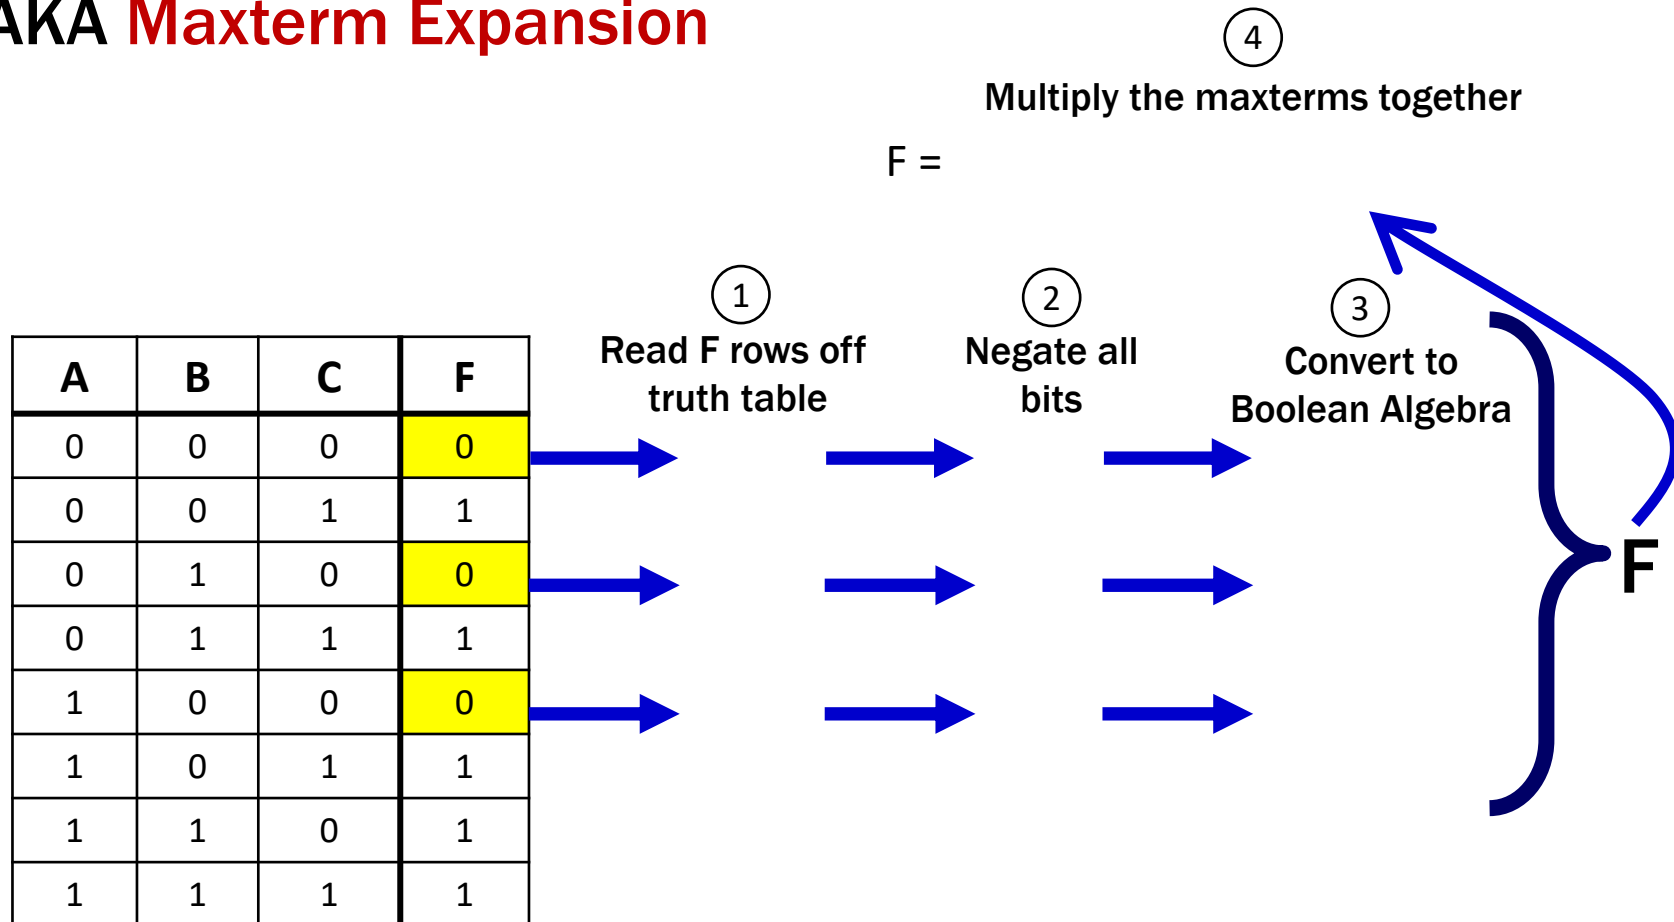 AKA Maxterm Expansion
4
Multiply the maxterms together
F =
1
Read F rows off
truth table
2
Negate all
bits
3
Convert to
Boolean Algebra
A B C F
0 0 0 0
0 0 1 1
0 1 0 0
0 1 1 1
1 0 0 0
1 0 1 1
1 1 0 1
1 1 1 1
F